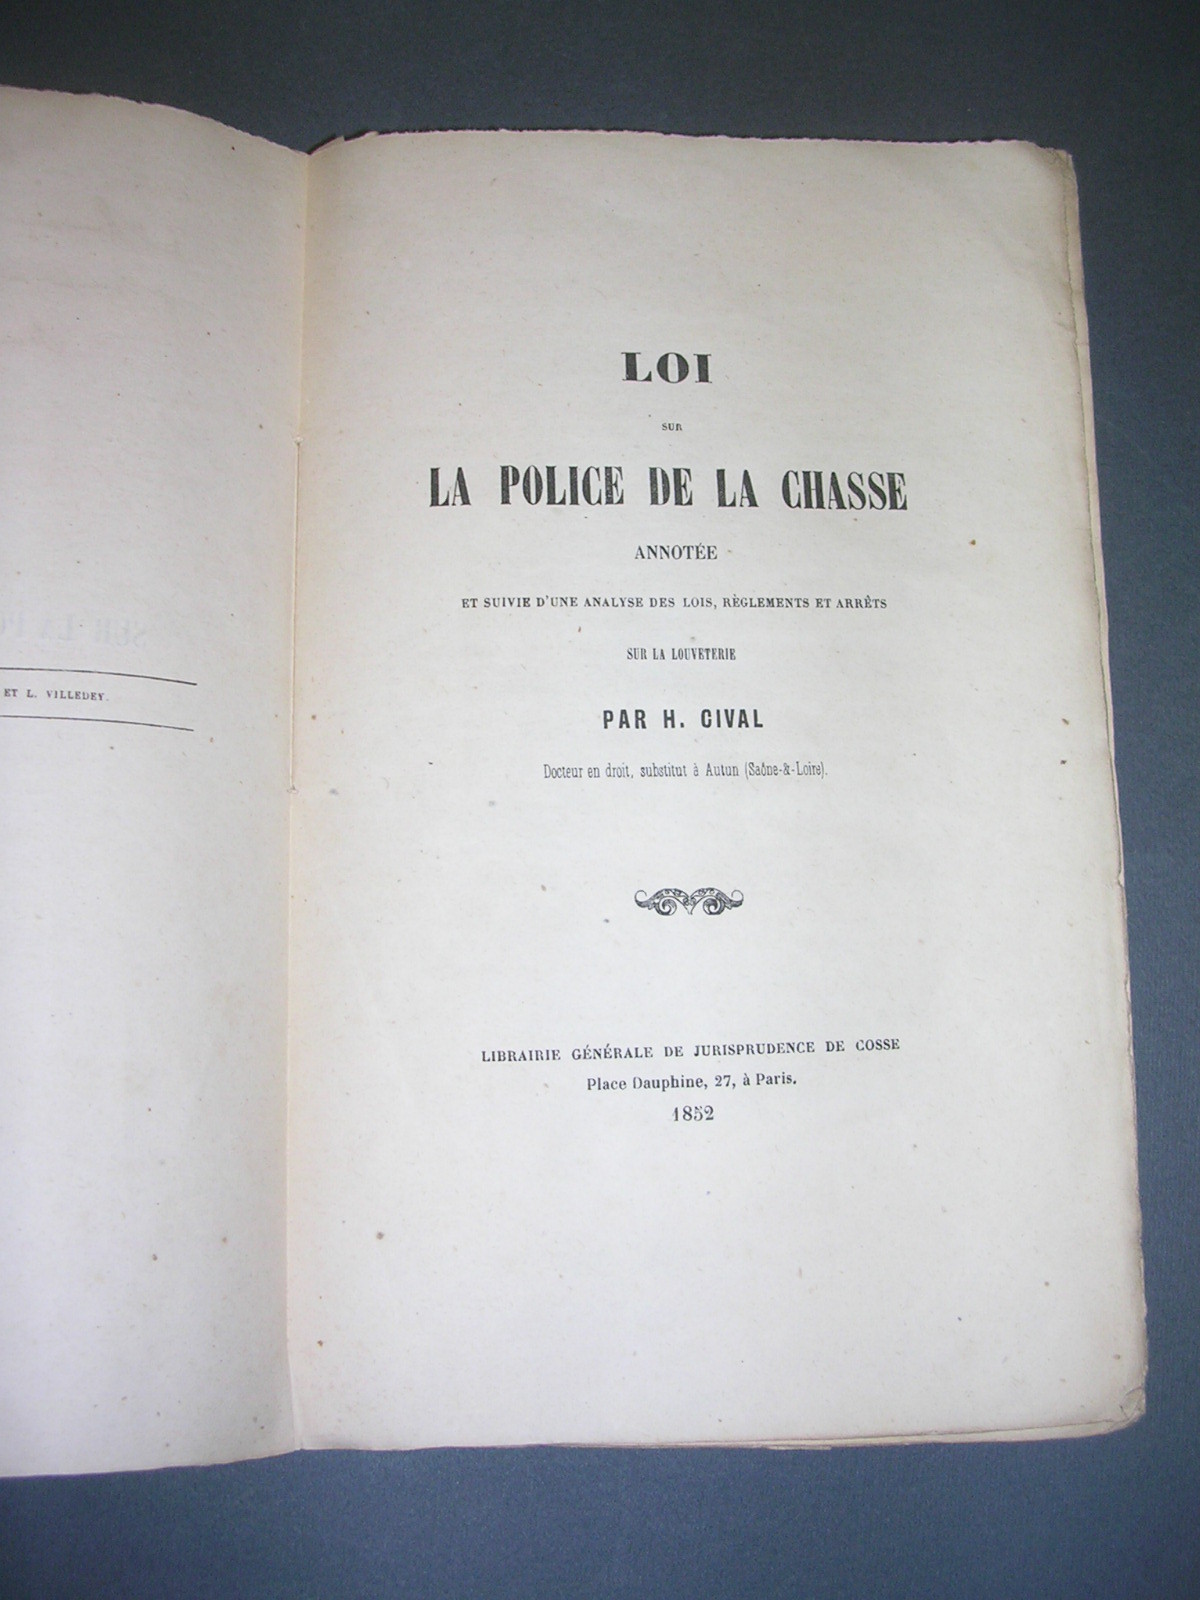 ET L. VILLEDEY.
LOI
SUR
LA POLICE DE LA CHASSE
ANNOTÉE
ET SUIVIE D'UNE ANALYSE DES LOIS, RÈGLEMENTS ET ARRÊTS
SUR LA LOUVETERIE
PAR H. CIVAL
Docteur en droit, substitut à Autun (Saône-&-Loire).
LIBRAIRIE GÉNÉRALE DE JURISPRUDENCE DE COSSE
Place Dauphine, 27, à Paris.
1852